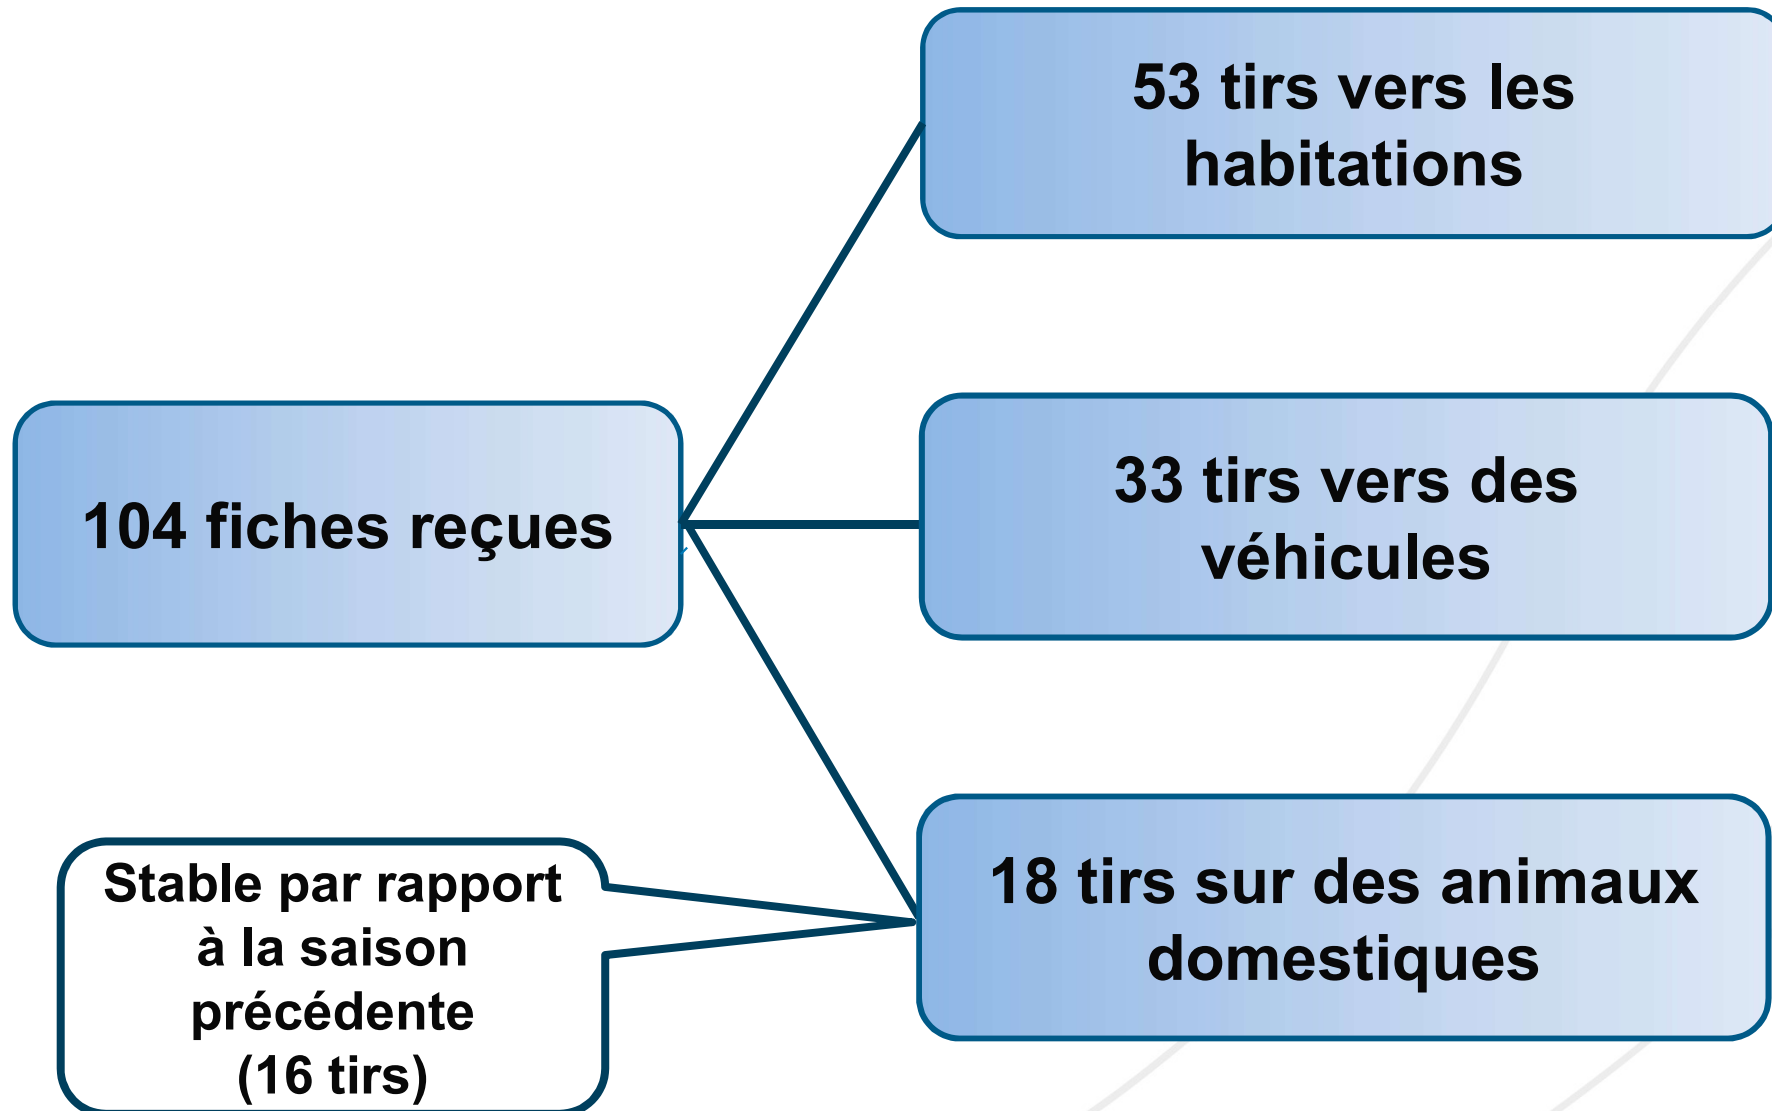 53 tirs vers les
habitations
104 fiches reçues
33 tirs vers des
véhicules
18 tirs sur des animaux
domestiques
Stable par rapport
à la saison
précédente
(16 tirs)